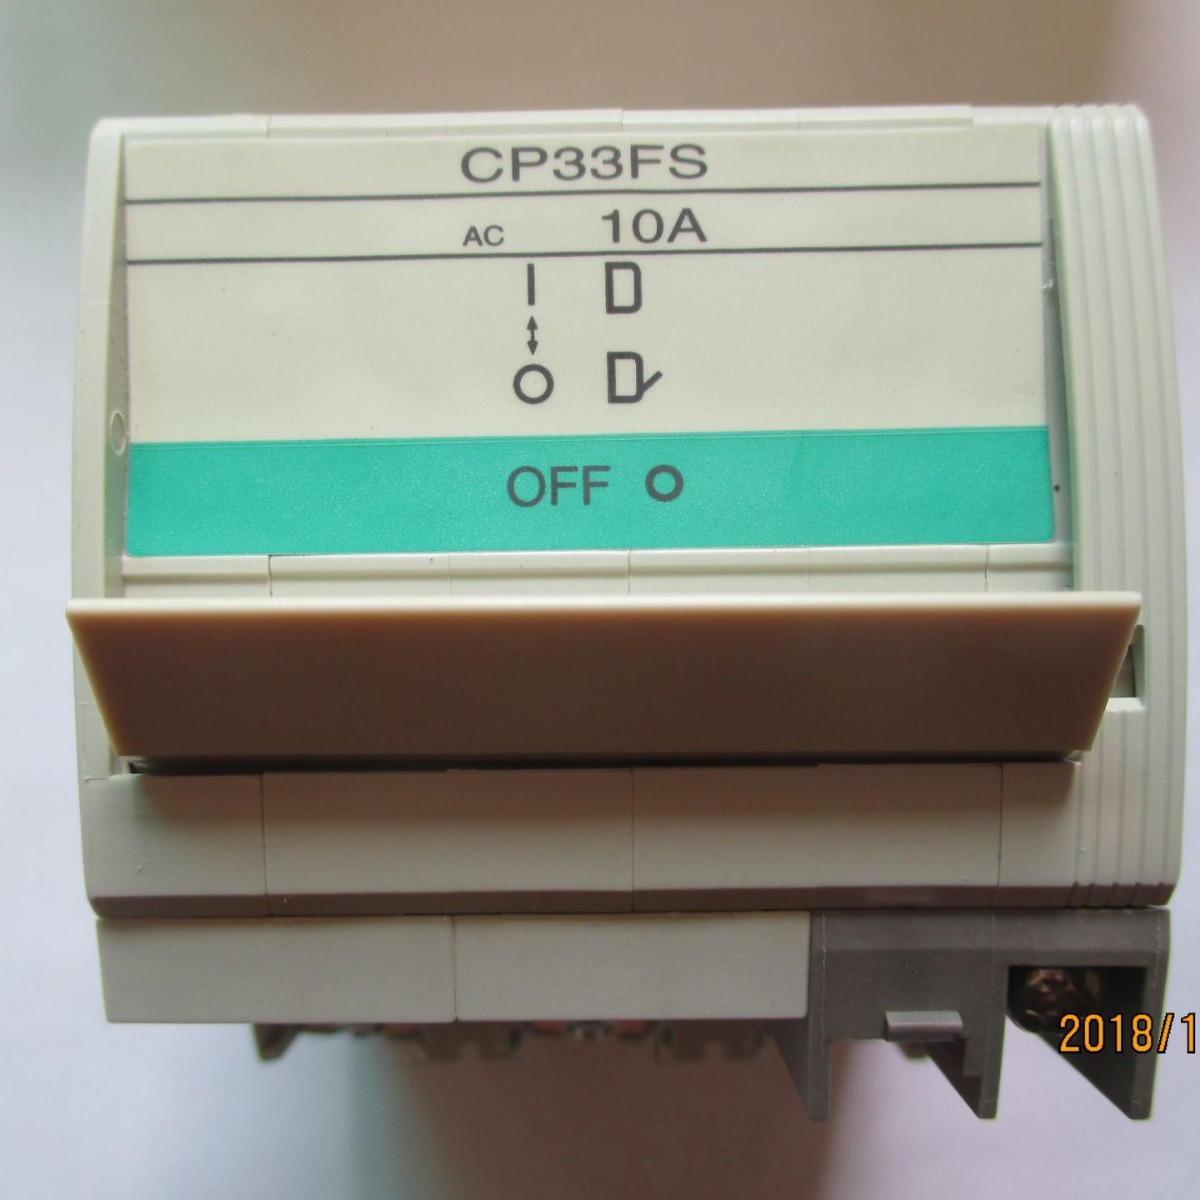 CP33FS
AC 10A
I
O
OFF O
2018/1